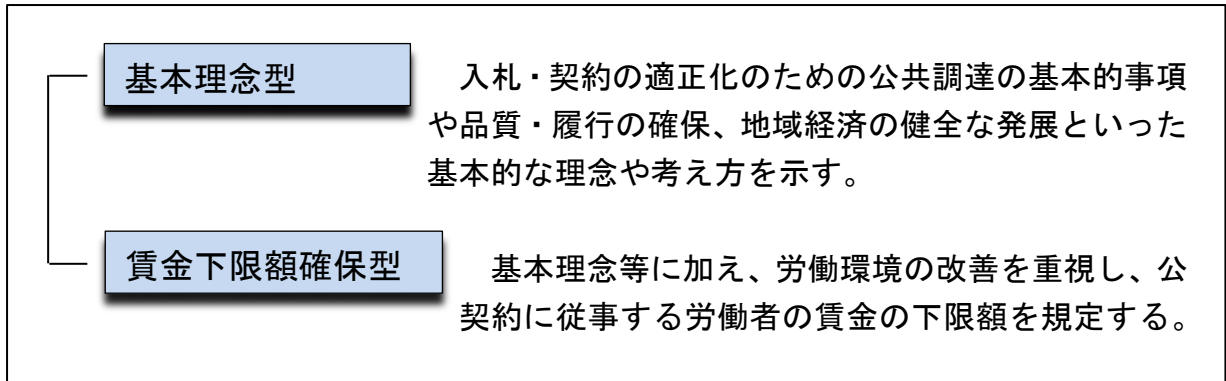 基本理念型
入札・契約の適正化のための公共調達の基本的事項
や品質・履行の確保、地域経済の健全な発展といった
基本的な理念や考え方を示す。
賃金下限額確保型
基本理念等に加え、労働環境の改善を重視し、公
契約に従事する労働者の賃金の下限額を規定する。